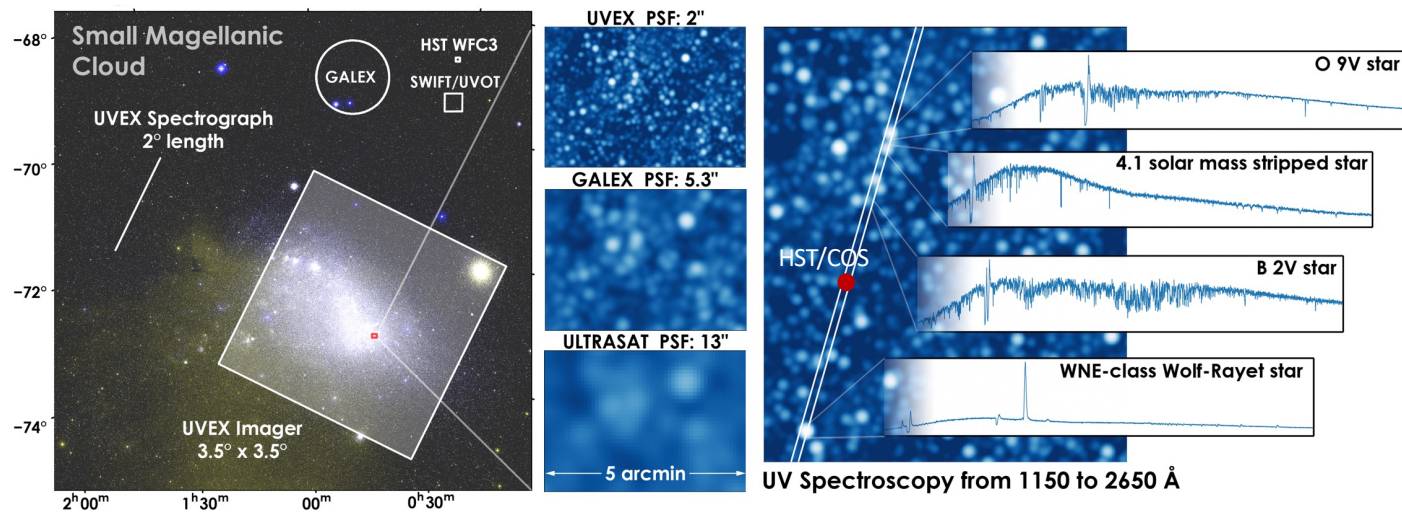 Small Magellanic
Cloud
GALEX
HST WFC3
SWIFT/UVOT
UVEX Spectrograph
2° length
UVEX Imager
3.5° x 3.5°
−68°
−70°
−72°
−74°
2ʰ00ᵐ
1ʰ30ᵐ
00ᵐ
0ʰ30ᵐ
UVEX PSF: 2"
GALEX PSF: 5.3"
ULTRASAT PSF: 13"
5 arcmin
O 9V star
4.1 solar mass stripped star
HST/COS
B 2V star
WNE-class Wolf-Rayet star
UV Spectroscopy from 1150 to 2650 Å